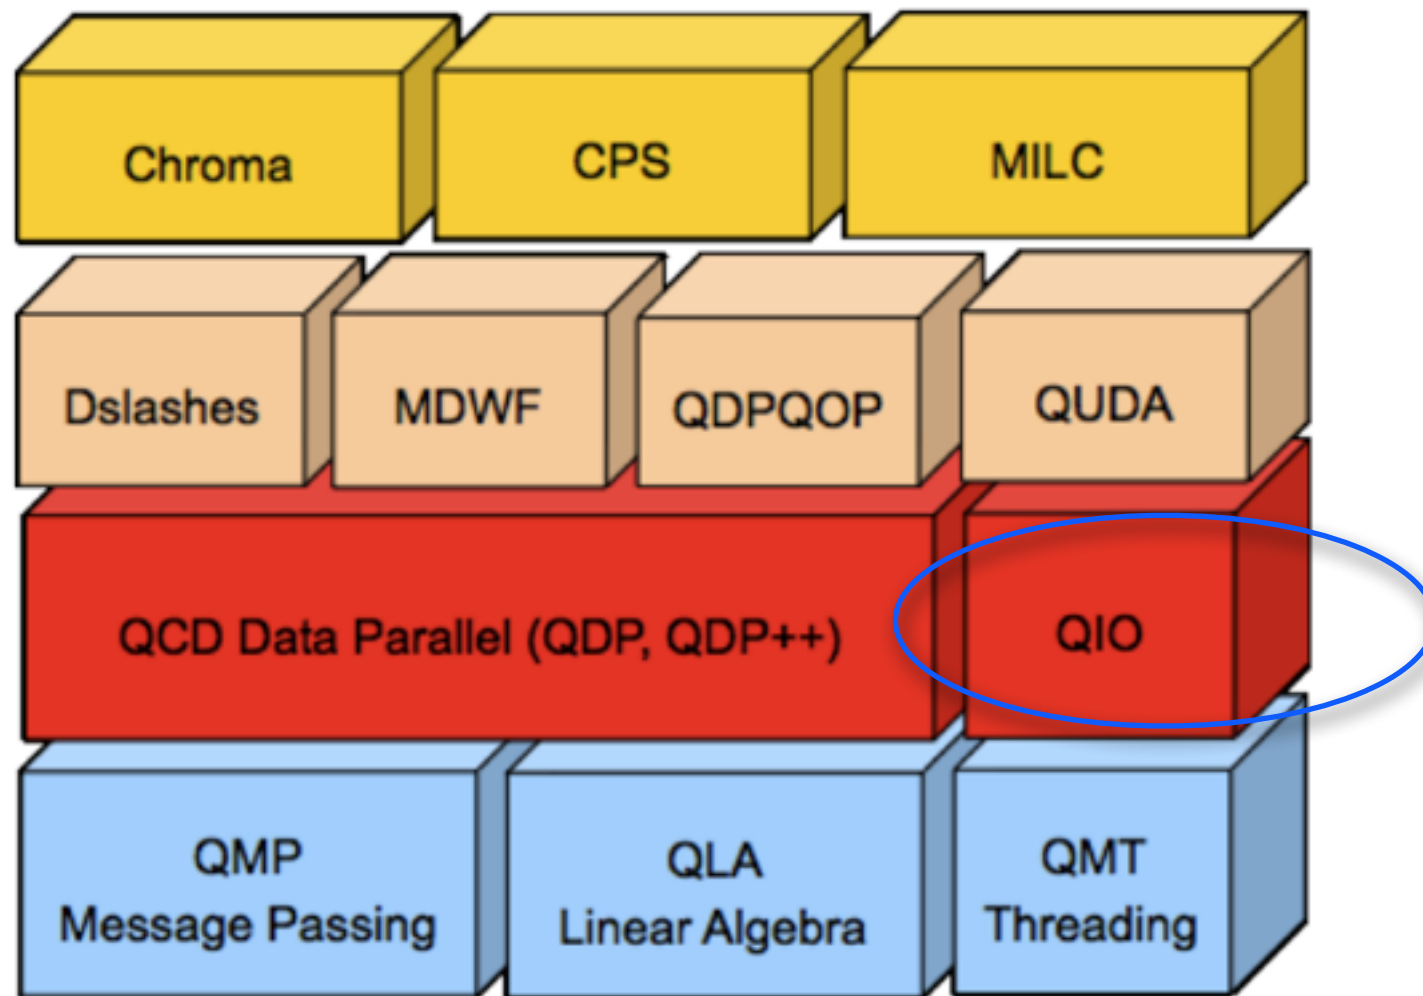 Chroma
CPS
MILC
Dslashes
MDWF
QDPQOP
QUDA
QCD Data Parallel (QDP, QDP++)
QIO
QMP
Message Passing
QLA
Linear Algebra
QMT
Threading